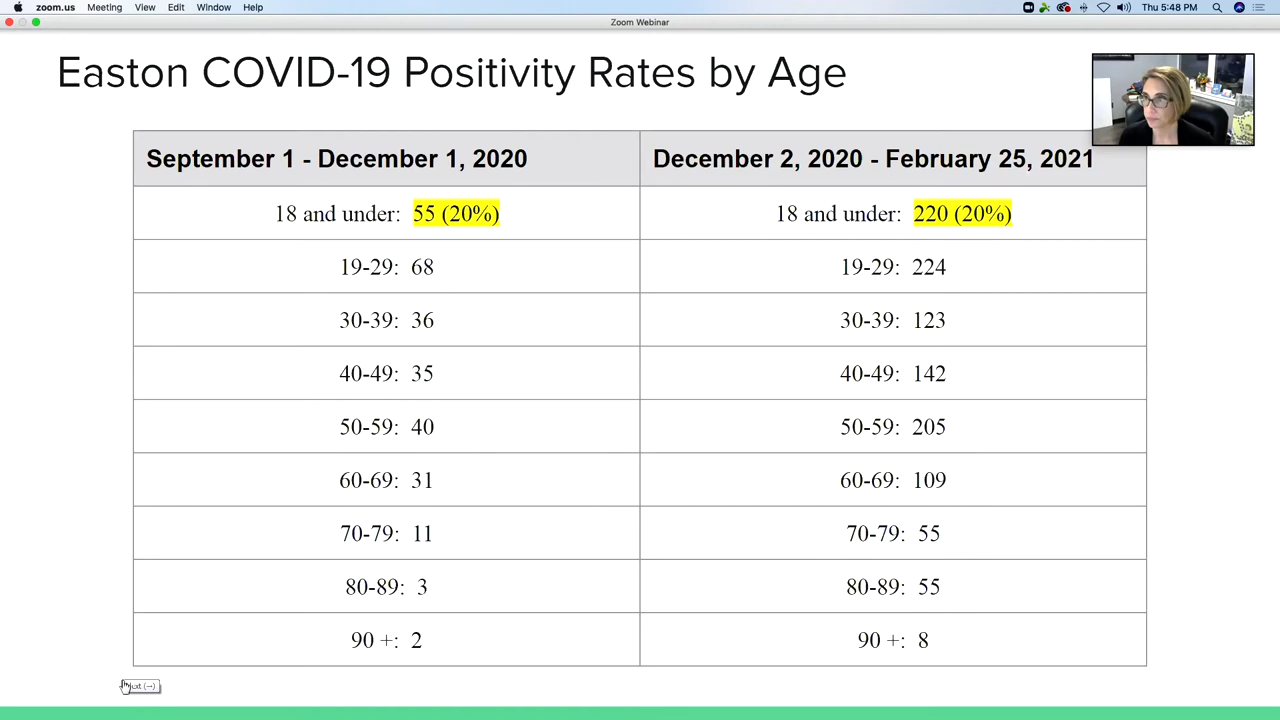 zoom.us Meeting View Edit Window Help Thu 5:48 PM
Zoom Webinar
Easton COVID-19 Positivity Rates by Age
September 1 - December 1, 2020 December 2, 2020 - February 25, 2021
18 and under: 55 (20%) 18 and under: 220 (20%)
19-29: 68 19-29: 224
30-39: 36 30-39: 123
40-49: 35 40-49: 142
50-59: 40 50-59: 205
60-69: 31 60-69: 109
70-79: 11 70-79: 55
80-89: 3 80-89: 55
90 +: 2 90 +: 8